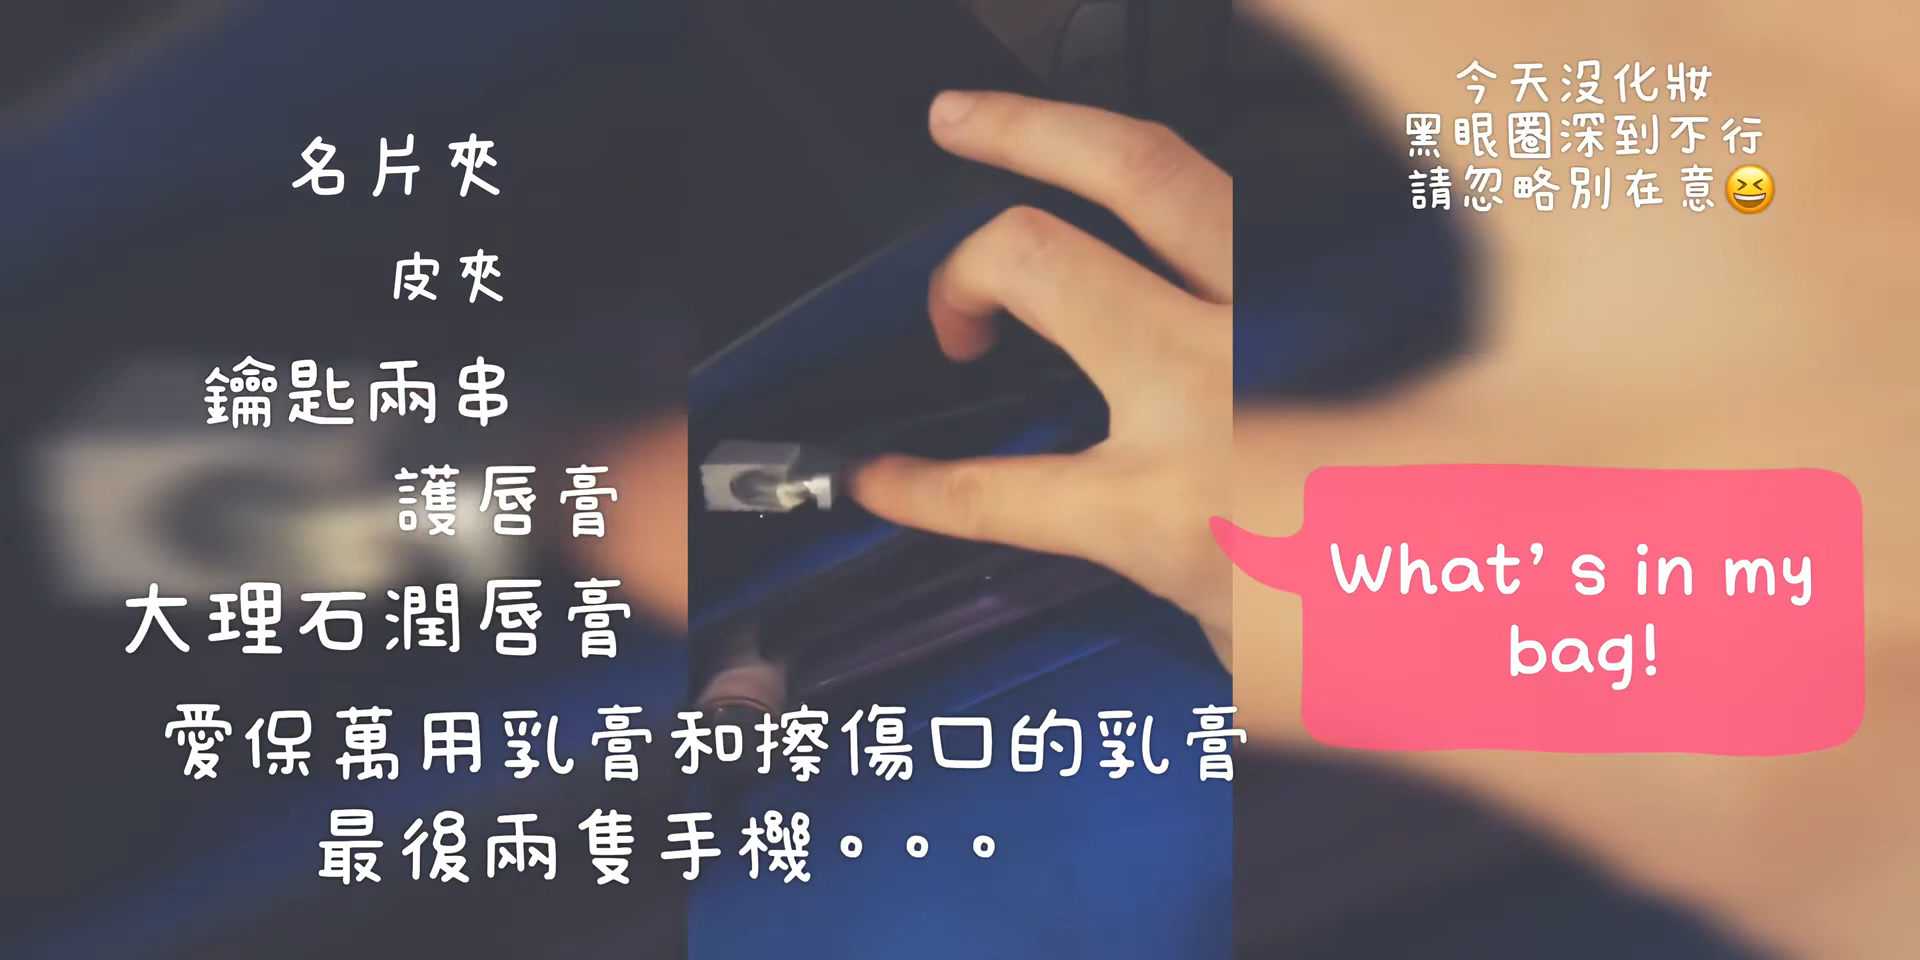 名片夾
皮夾
鑰匙兩串
護唇膏
大理石潤唇膏
愛保萬用乳膏和擦傷口的乳膏
最後兩隻手機。。。
今天沒化妝
黑眼圈深到不行
請忽略別在意😆
What's in my
bag!